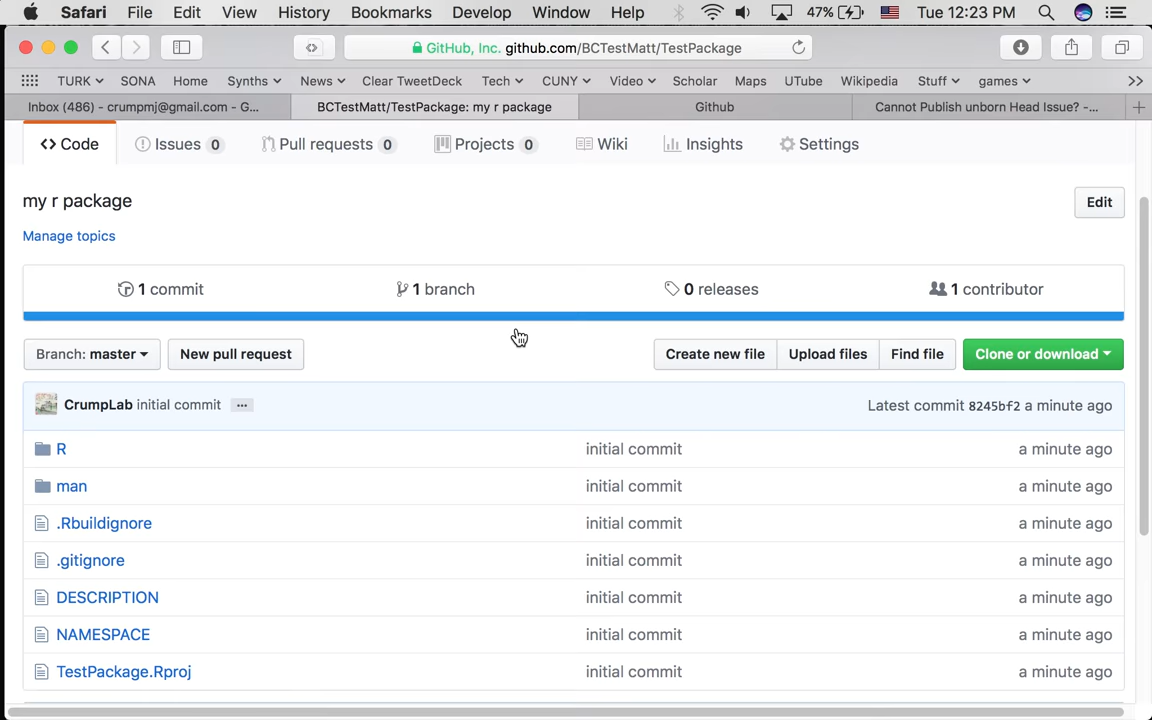 Safari File Edit View History Bookmarks Develop Window Help 47% Tue 12:23 PM
GitHub, Inc. github.com/BCTestMatt/TestPackage
TURK SONA Home Synths News Clear TweetDeck Tech CUNY Video Scholar Maps UTube Wikipedia Stuff games
Inbox (486) - crumpmj@gmail.com - G... BCTestMatt/TestPackage: my r package Github Cannot Publish unborn Head Issue? -...
Code Issues 0 Pull requests 0 Projects 0 Wiki Insights Settings
my r package Edit
Manage topics
1 commit 1 branch 0 releases 1 contributor
Branch: master New pull request Create new file Upload files Find file Clone or download
CrumpLab initial commit ... Latest commit 8245bf2 a minute ago
R initial commit a minute ago
man initial commit a minute ago
.Rbuildignore initial commit a minute ago
.gitignore initial commit a minute ago
DESCRIPTION initial commit a minute ago
NAMESPACE initial commit a minute ago
TestPackage.Rproj initial commit a minute ago